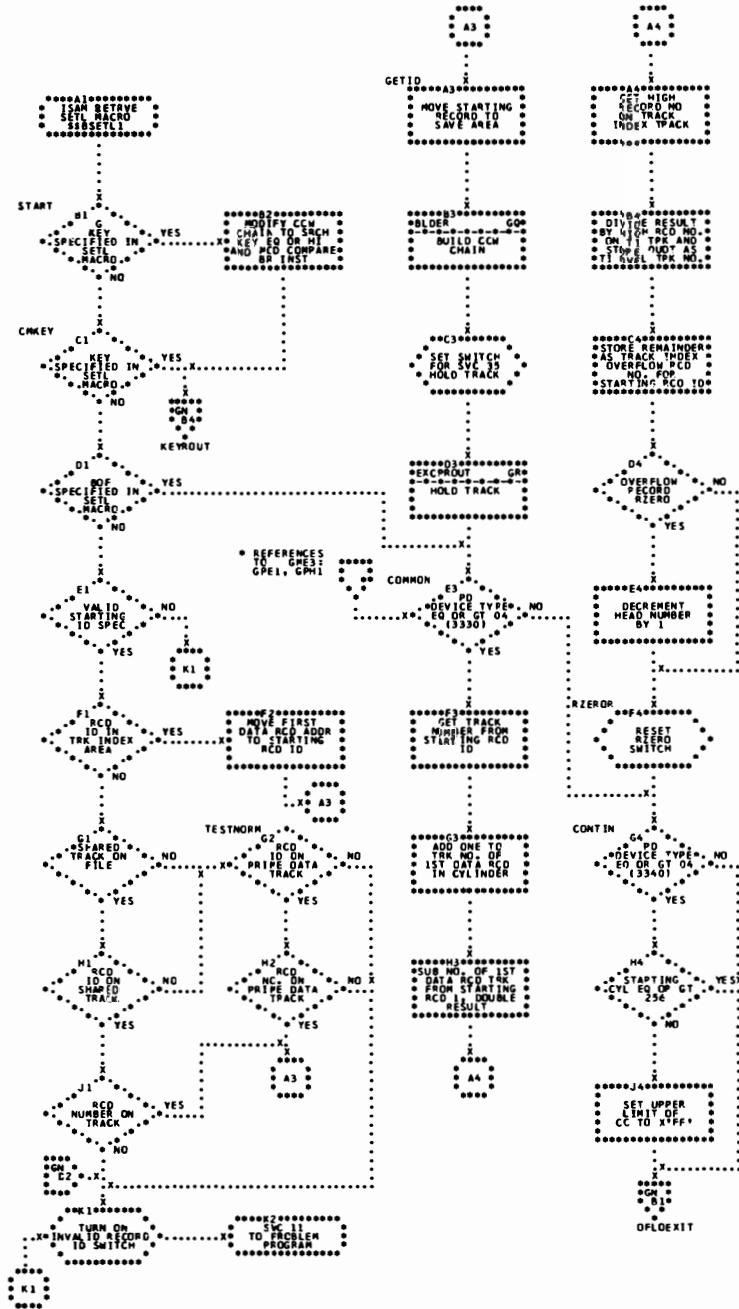 A1
ISAM RETRVE
SETL MACRO
$$BSETL1
START
B1
G
KEY
SPECIFIED IN
SETL
MACRO
YES
NO
B2
MODIFY CCW
CHAIN TO SRCH
KEY EQ OR HI
AND MCD COMPARE
BR INST
CMKEY
C1
KEY
SPECIFIED IN
SETL
MACRO
YES
NO
GN
B4
KEYROUT
D1
BOF
SPECIFIED IN
SETL
MACRO
YES
NO
E1
VALID
STARTING
ID SPEC
NO
YES
K1
F1
RCD
ID IN
TRK INDEX
AREA
YES
NO
F2
MOVE FIRST
DATA RCD ADDR
TO STARTING
RCD ID
A3
G1
SHARED
TRACK ON
FILE
NO
YES
TESTNORM
G2
RCD
ID ON
PRIME DATA
TRACK
NO
YES
H1
RCD
ID ON
SHARED
TRACK
NO
YES
H2
RCD
NC. ON
PRIME DATA
TRACK
NO
YES
A3
J1
RCD
NUMBER ON
TRACK
YES
NO
GN
K1
TURN ON
INVALID RECORD
ID SWITCH
K2
SVC 11
TO PROBLEM
PROGRAM
K1
A3
GETID
A3
MOVE STARTING
RECORD TO
SAVE AREA
B3
BLDER GQ
BUILD CCW
CHAIN
C3
SET SWITCH
FOR SVC 35
HOLD TRACK
D3
EXCPROUT GR
HOLD TRACK
* REFERENCES
TO GME3:
GPE1, GPH1
COMMON
E3
PD
DEVICE TYPE
EQ OR GT 04
(3330)
NO
YES
F3
GET TRACK
NUMBER FROM
STARTING RCD
ID
G3
ADD ONE TO
TRK NO. OF
1ST DATA RCD
IN CYLINDER
H3
SUB NO. OF 1ST
DATA RCD TRK
FROM STARTING
RCD 1, DOUBLE
RESULT
A4
A4
A4
GET HIGH
RECORD NO
ON TRACK
INDEX TRACK
B4
DIVIDE RESULT
BY HIGH RCD NO.
ON TI TRK AND
STORE QUOT AS
TI OVFL TRK NO.
C4
STORE REMAINDER
AS TRACK INDEX
OVERFLOW RCD
NO. FOR
STARTING RCD ID
D4
OVERFLOW
RECORD
RZERO
NO
YES
E4
DECREMENT
HEAD NUMBER
BY 1
RZEROR
F4
RESET
RZERO
SWITCH
CONTIN
G4
PD
DEVICE TYPE
EQ OR GT 04
(3340)
NO
YES
H4
STARTING
CYL EQ OR GT
256
YES
NO
J4
SET UPPER
LIMIT OF
CC TO X'FF'
GN
B1
OFLOEXIT